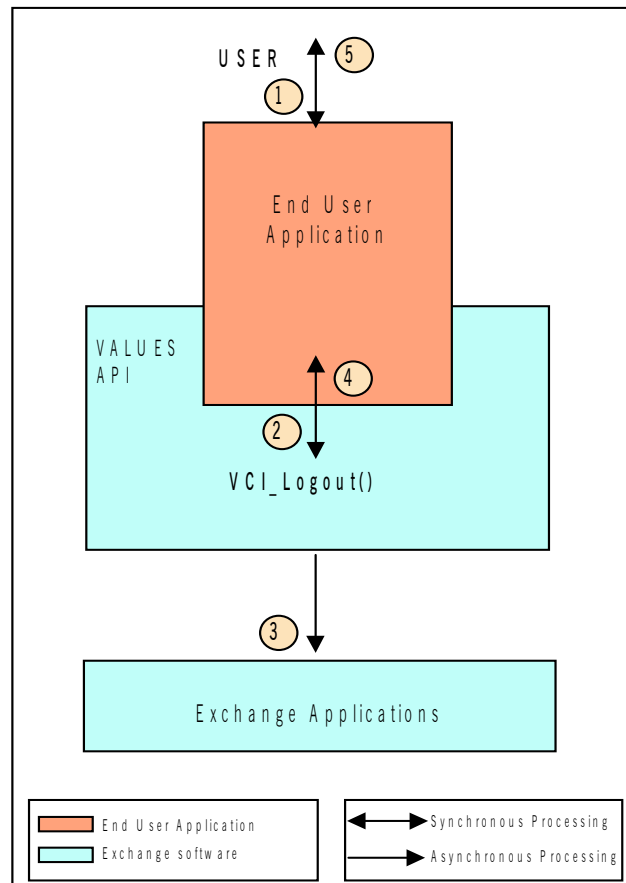 USER
5
1
End User
Application
VALUES
API
4
2
VCI_Logout()
3
Exchange Applications
End User Application
Exchange software
Synchronous Processing
Asynchronous Processing